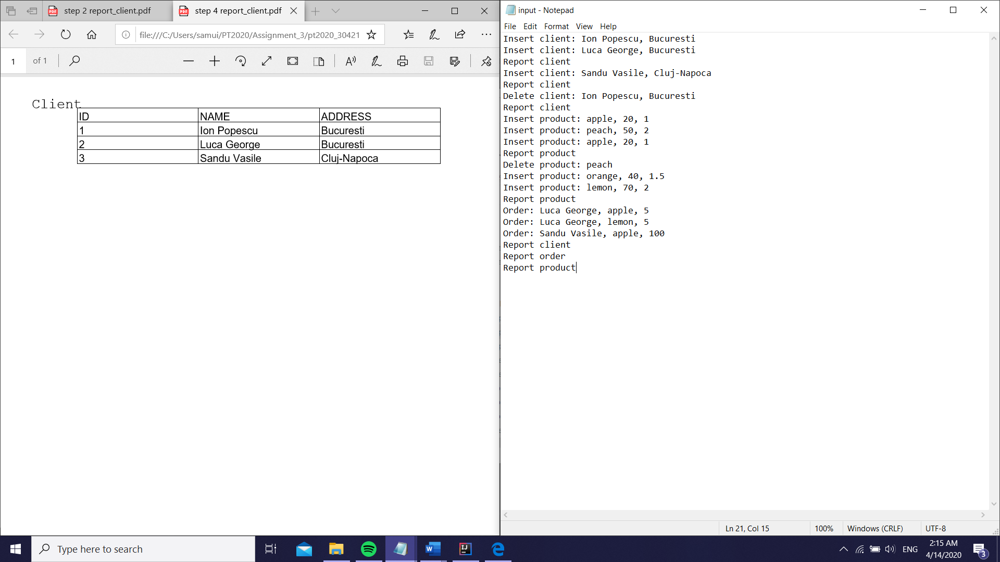 step 2 report_client.pdf
step 4 report_client.pdf
file:///C:/Users/samui/PT2020/Assignment_3/pt2020_30421
1 of 1
Client
ID NAME ADDRESS
1 Ion Popescu Bucuresti
2 Luca George Bucuresti
3 Sandu Vasile Cluj-Napoca
input - Notepad
File Edit Format View Help
Insert client: Ion Popescu, Bucuresti
Insert client: Luca George, Bucuresti
Report client
Insert client: Sandu Vasile, Cluj-Napoca
Report client
Delete client: Ion Popescu, Bucuresti
Report client
Insert product: apple, 20, 1
Insert product: peach, 50, 2
Insert product: apple, 20, 1
Report product
Delete product: peach
Insert product: orange, 40, 1.5
Insert product: lemon, 70, 2
Report product
Order: Luca George, apple, 5
Order: Luca George, lemon, 5
Order: Sandu Vasile, apple, 100
Report client
Report order
Report product
Ln 21, Col 15 100% Windows (CRLF) UTF-8
Type here to search
ENG
2:15 AM
4/14/2020
3